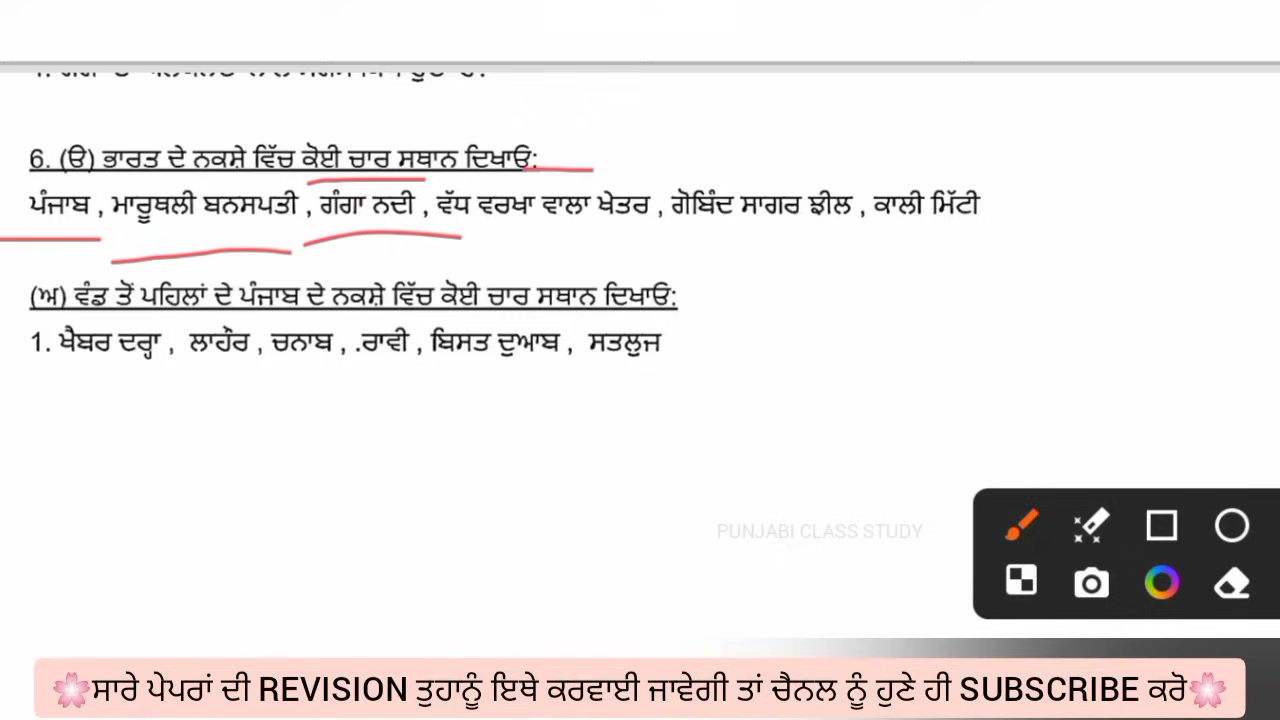 6. (ੳ) ਭਾਰਤ ਦੇ ਨਕਸ਼ੇ ਵਿੱਚ ਕੋਈ ਚਾਰ ਸਥਾਨ ਦਿਖਾਓ:
ਪੰਜਾਬ , ਮਾਰੂਥਲੀ ਬਨਸਪਤੀ , ਗੰਗਾ ਨਦੀ , ਵੱਧ ਵਰਖਾ ਵਾਲਾ ਖੇਤਰ , ਗੋਬਿੰਦ ਸਾਗਰ ਝੀਲ , ਕਾਲੀ ਮਿੱਟੀ
(ਅ) ਵੰਡ ਤੋਂ ਪਹਿਲਾਂ ਦੇ ਪੰਜਾਬ ਦੇ ਨਕਸ਼ੇ ਵਿੱਚ ਕੋਈ ਚਾਰ ਸਥਾਨ ਦਿਖਾਓ:
1. ਖੈਬਰ ਦਰ੍ਹਾ , ਲਾਹੌਰ , ਚਨਾਬ , .ਰਾਵੀ , ਬਿਸਤ ਦੁਆਬ , ਸਤਲੁਜ
PUNJABI CLASS STUDY
🌸ਸਾਰੇ ਪੇਪਰਾਂ ਦੀ REVISION ਤੁਹਾਨੂੰ ਇਥੇ ਕਰਵਾਈ ਜਾਵੇਗੀ ਤਾਂ ਚੈਨਲ ਨੂੰ ਹੁਣੇ ਹੀ SUBSCRIBE ਕਰੋ🌸